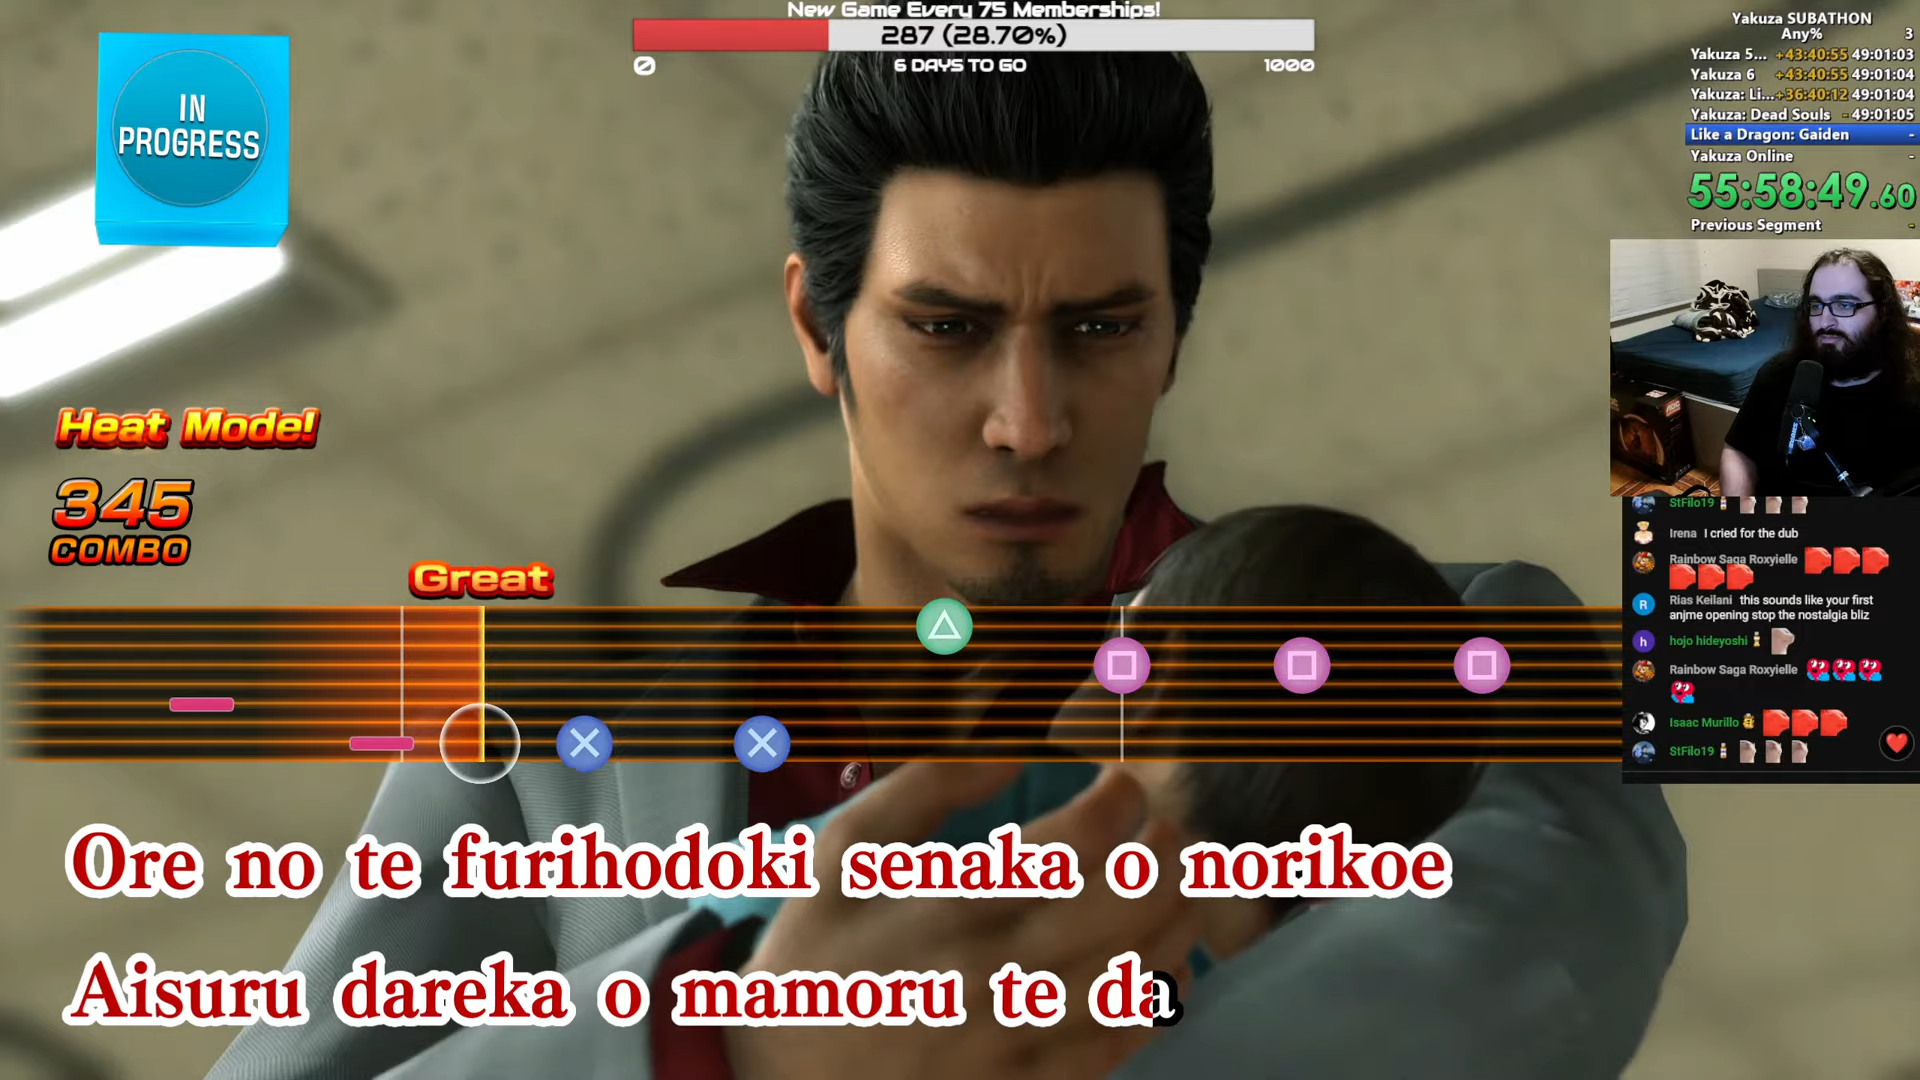 New Game Every 75 Memberships!
287 (28.70%)
0
6 DAYS TO GO
1000
IN
PROGRESS
Yakuza SUBATHON
Any% 3
Yakuza 5... +43:40:55 49:01:03
Yakuza 6 +43:40:55 49:01:04
Yakuza: Li... +36:40:12 49:01:04
Yakuza: Dead Souls - 49:01:05
Like a Dragon: Gaiden -
Yakuza Online -
55:58:49.60
Previous Segment -
Heat Mode!
345
COMBO
Great
StFilo19
Irena I cried for the dub
Rainbow Saga Roxyielle
R Rias Keilani this sounds like your first
anjme opening stop the nostalgia bliz
h hojo hideyoshi
Rainbow Saga Roxyielle
Isaac Murillo
StFilo19
Ore no te furihodoki senaka o norikoe
Aisuru dareka o mamoru te da